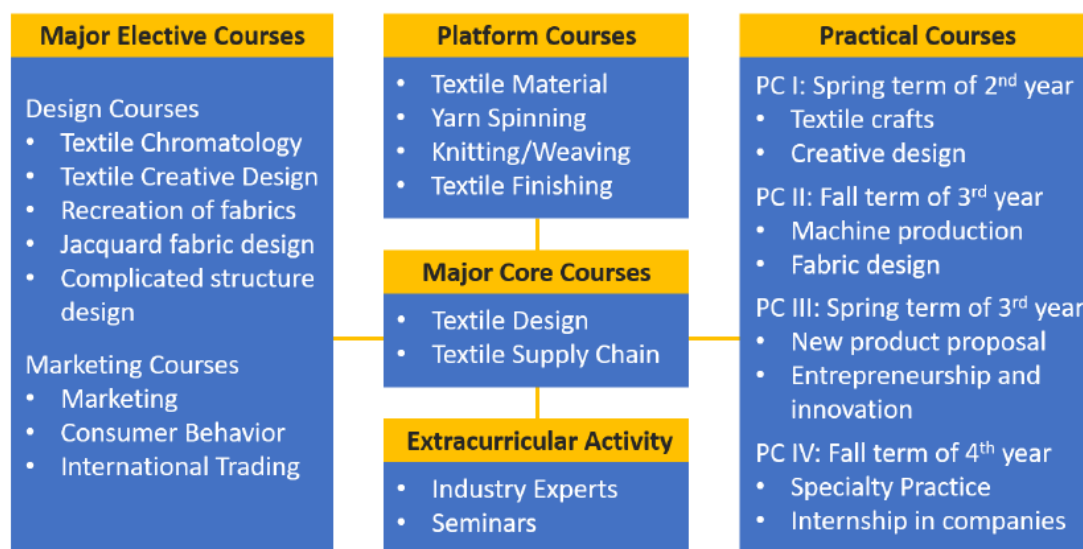 Major Elective Courses
Design Courses
• Textile Chromatology
• Textile Creative Design
• Recreation of fabrics
• Jacquard fabric design
• Complicated structure
design
Marketing Courses
• Marketing
• Consumer Behavior
• International Trading
Platform Courses
• Textile Material
• Yarn Spinning
• Knitting/Weaving
• Textile Finishing
Major Core Courses
• Textile Design
• Textile Supply Chain
Extracurricular Activity
• Industry Experts
• Seminars
Practical Courses
PC I: Spring term of 2nd year
• Textile crafts
• Creative design
PC II: Fall term of 3rd year
• Machine production
• Fabric design
PC III: Spring term of 3rd year
• New product proposal
• Entrepreneurship and
innovation
PC IV: Fall term of 4th year
• Specialty Practice
• Internship in companies